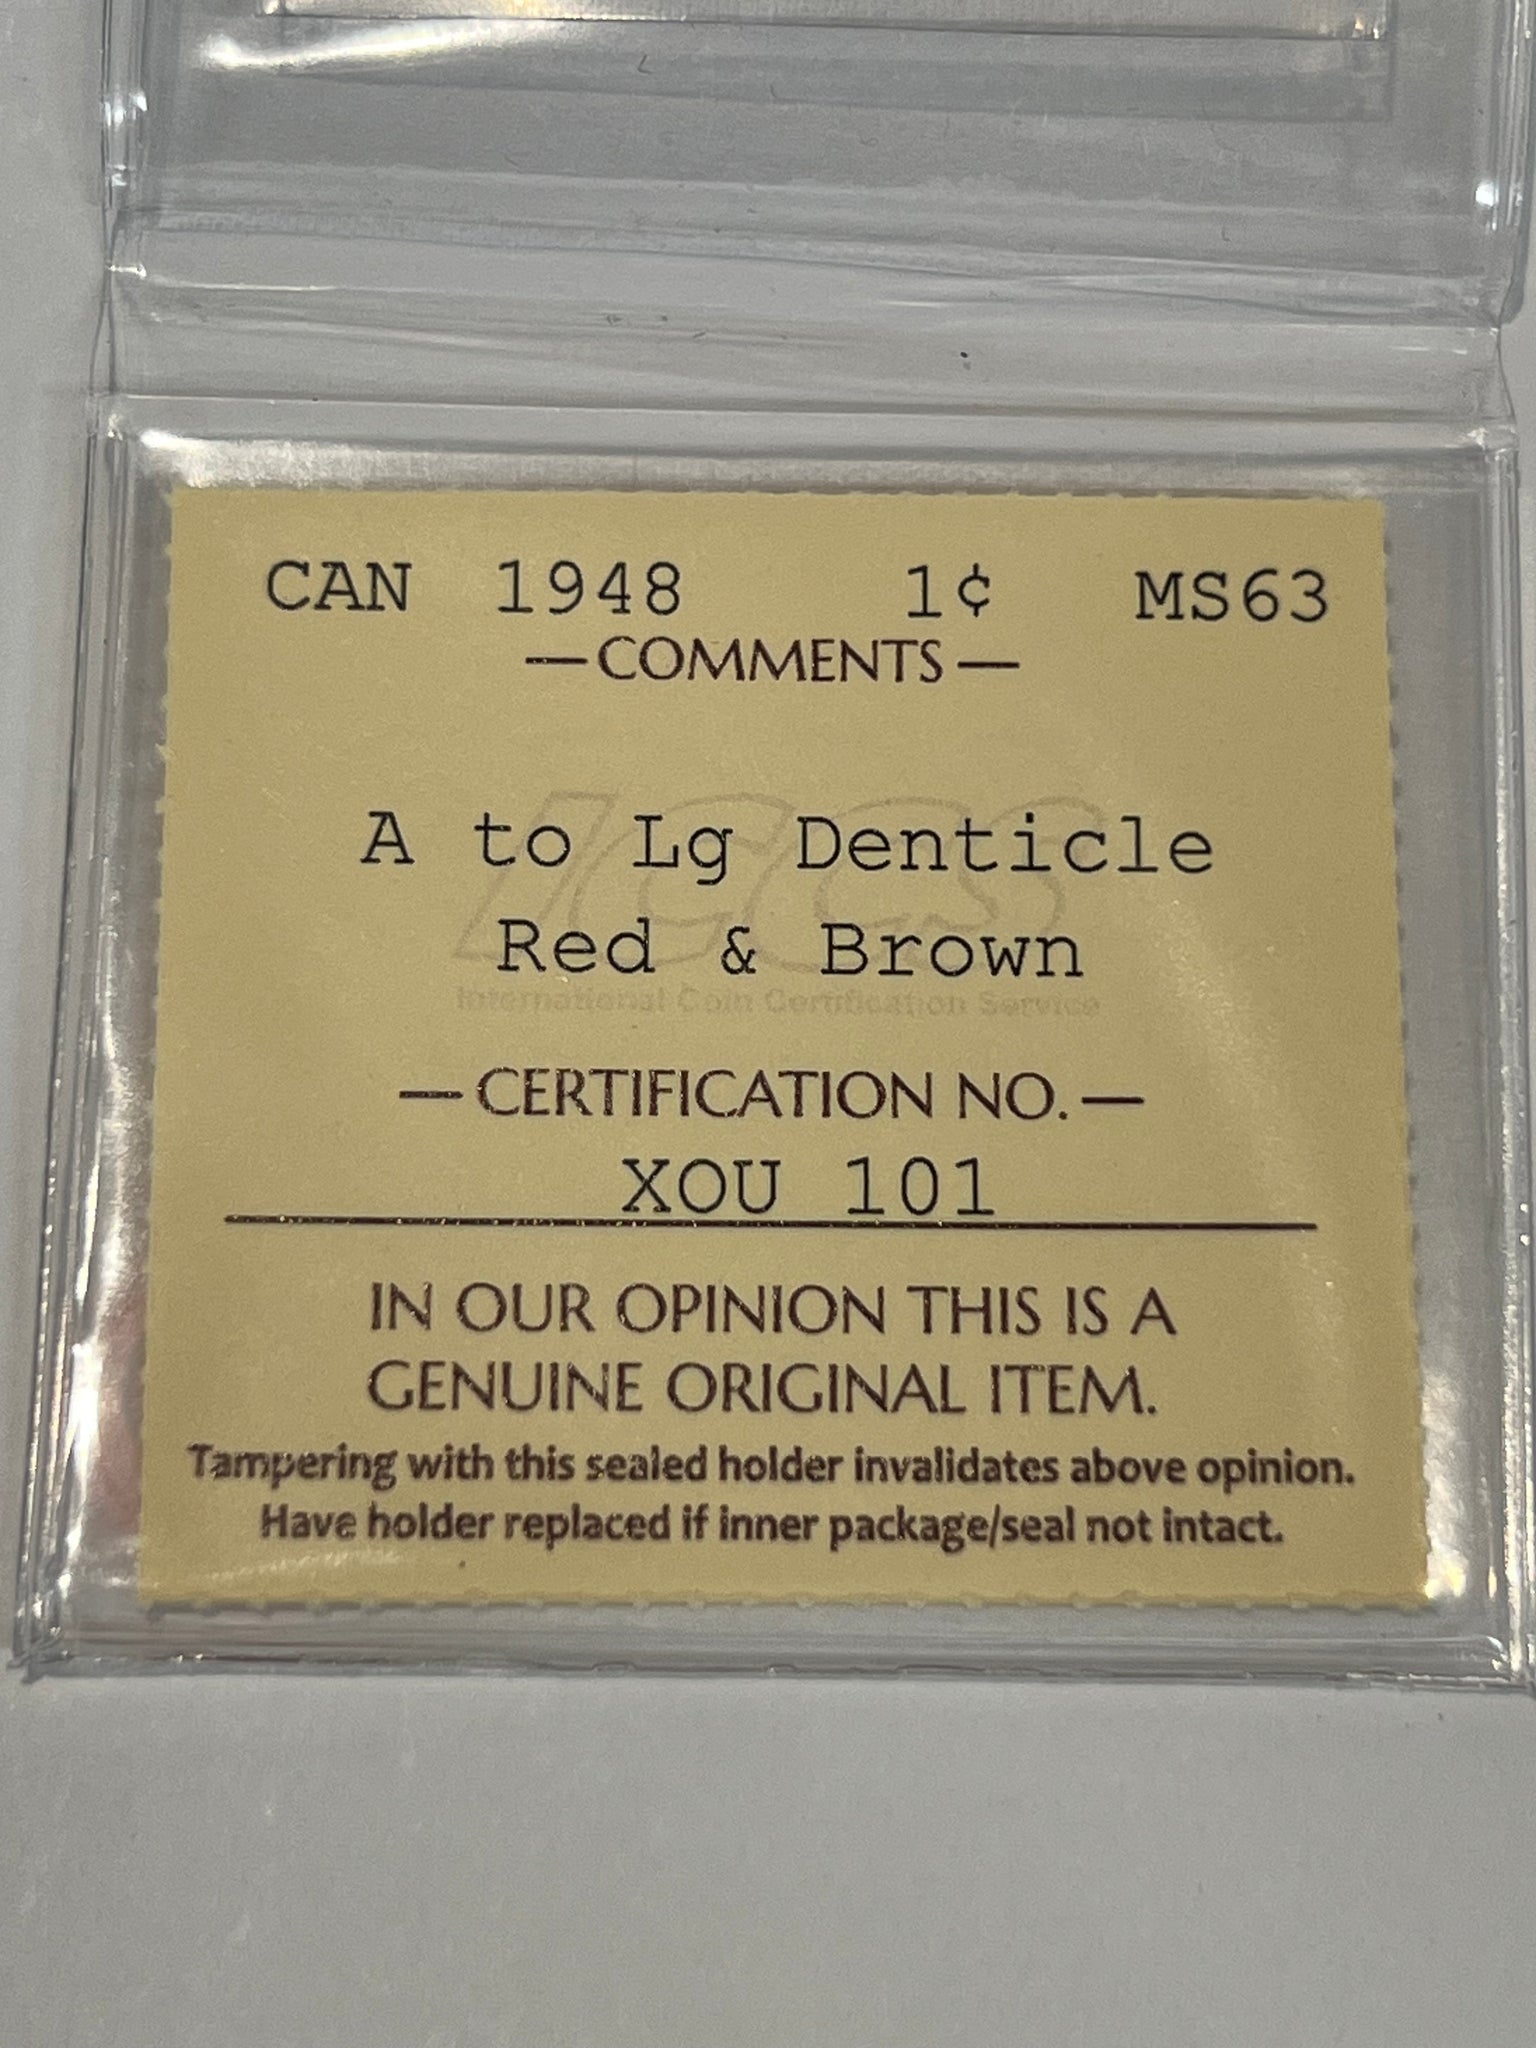 CAN 1948 1¢ MS63
—COMMENTS—
A to Lg Denticle
Red & Brown
ICCS
International Coin Certification Service
—CERTIFICATION NO.—
XOU 101
IN OUR OPINION THIS IS A
GENUINE ORIGINAL ITEM.
Tampering with this sealed holder invalidates above opinion.
Have holder replaced if inner package/seal not intact.